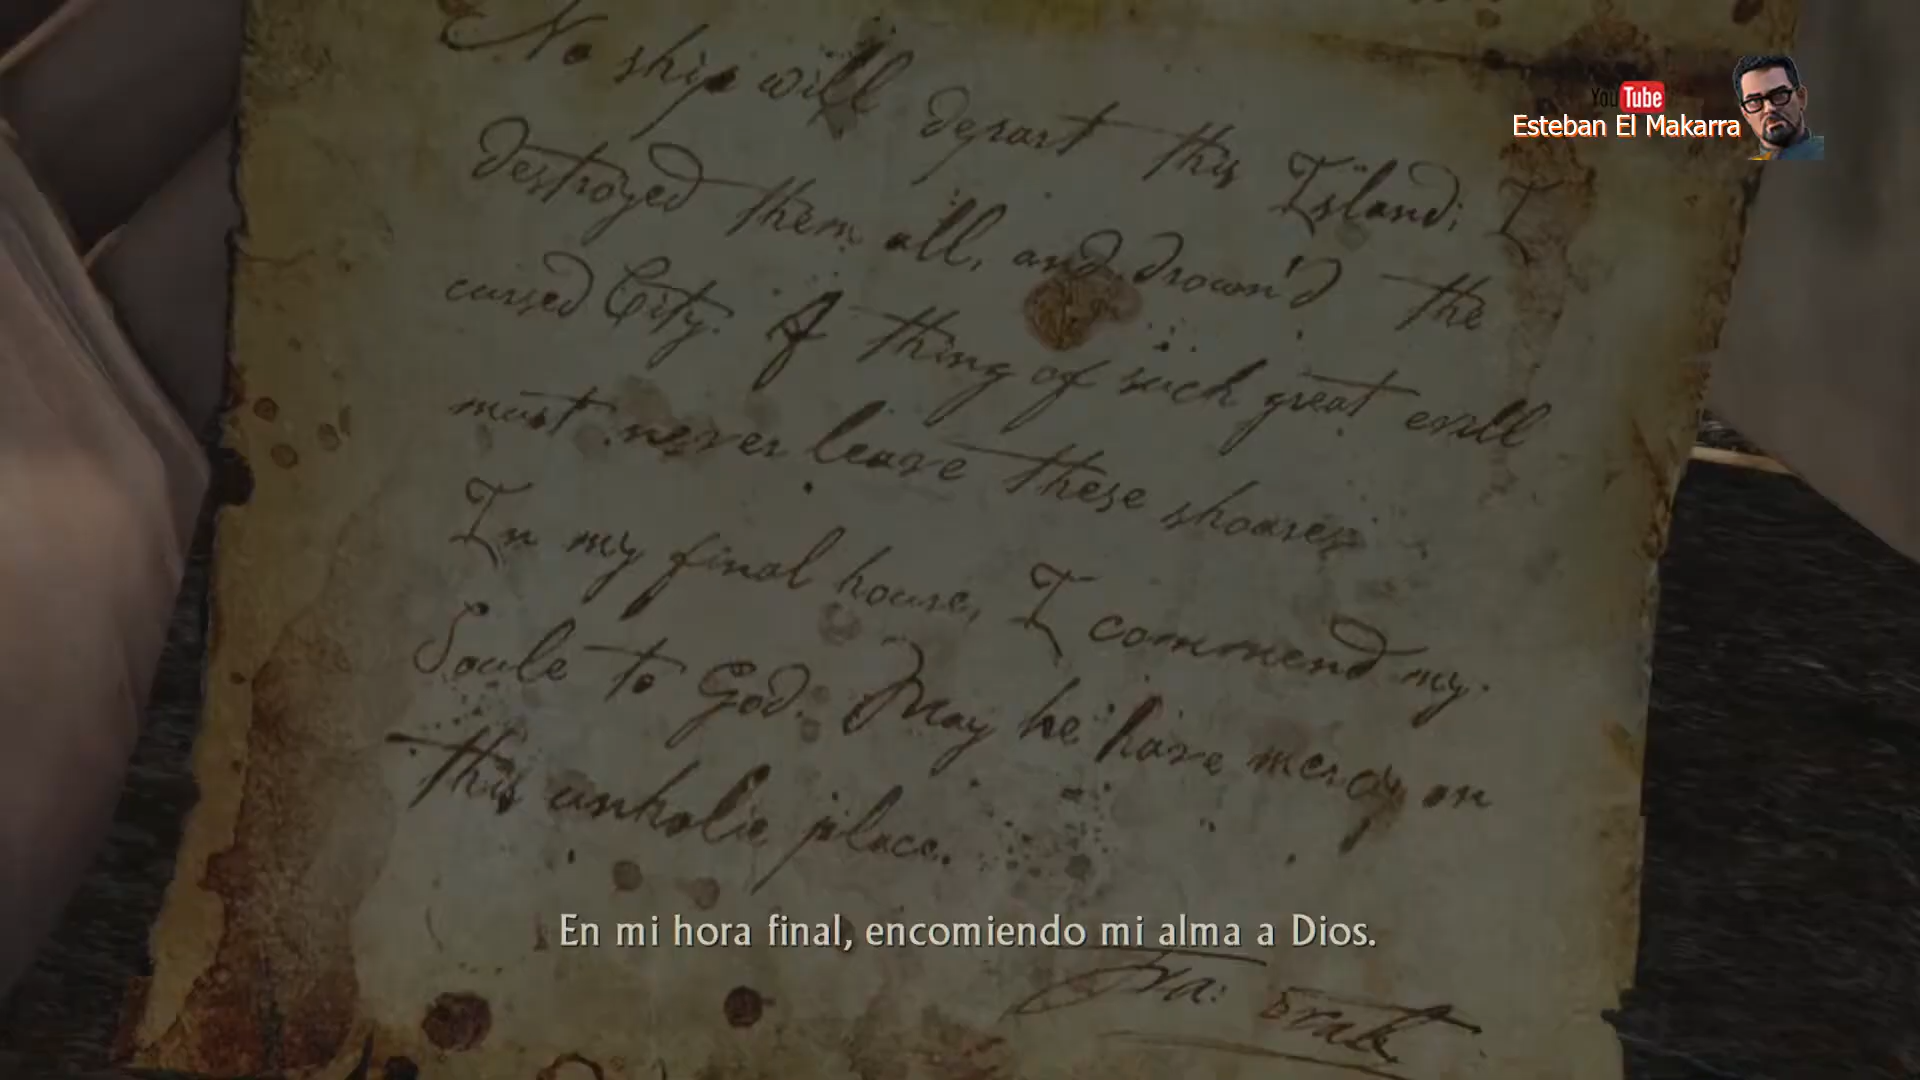 No ship will depart this Island; I
YouTube
Esteban El Makarra
destroyed them all, and drown'd the
cursed City. A thing of such great evill
must never leave these shoares.
In my final houre, I commend my
Soule to God. May he have mercy on
this unholie place.
En mi hora final, encomiendo mi alma a Dios.
Fra: Drak